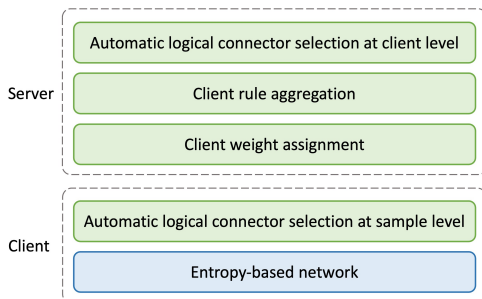 Automatic logical connector selection at client level
Server
Client rule aggregation
Client weight assignment
Automatic logical connector selection at sample level
Client
Entropy-based network